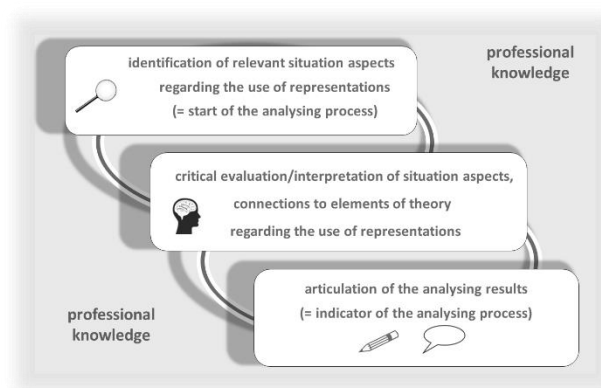 professional
knowledge
identification of relevant situation aspects
regarding the use of representations
(= start of the analysing process)
critical evaluation/interpretation of situation aspects,
connections to elements of theory
regarding the use of representations
articulation of the analysing results
(= indicator of the analysing process)
professional
knowledge